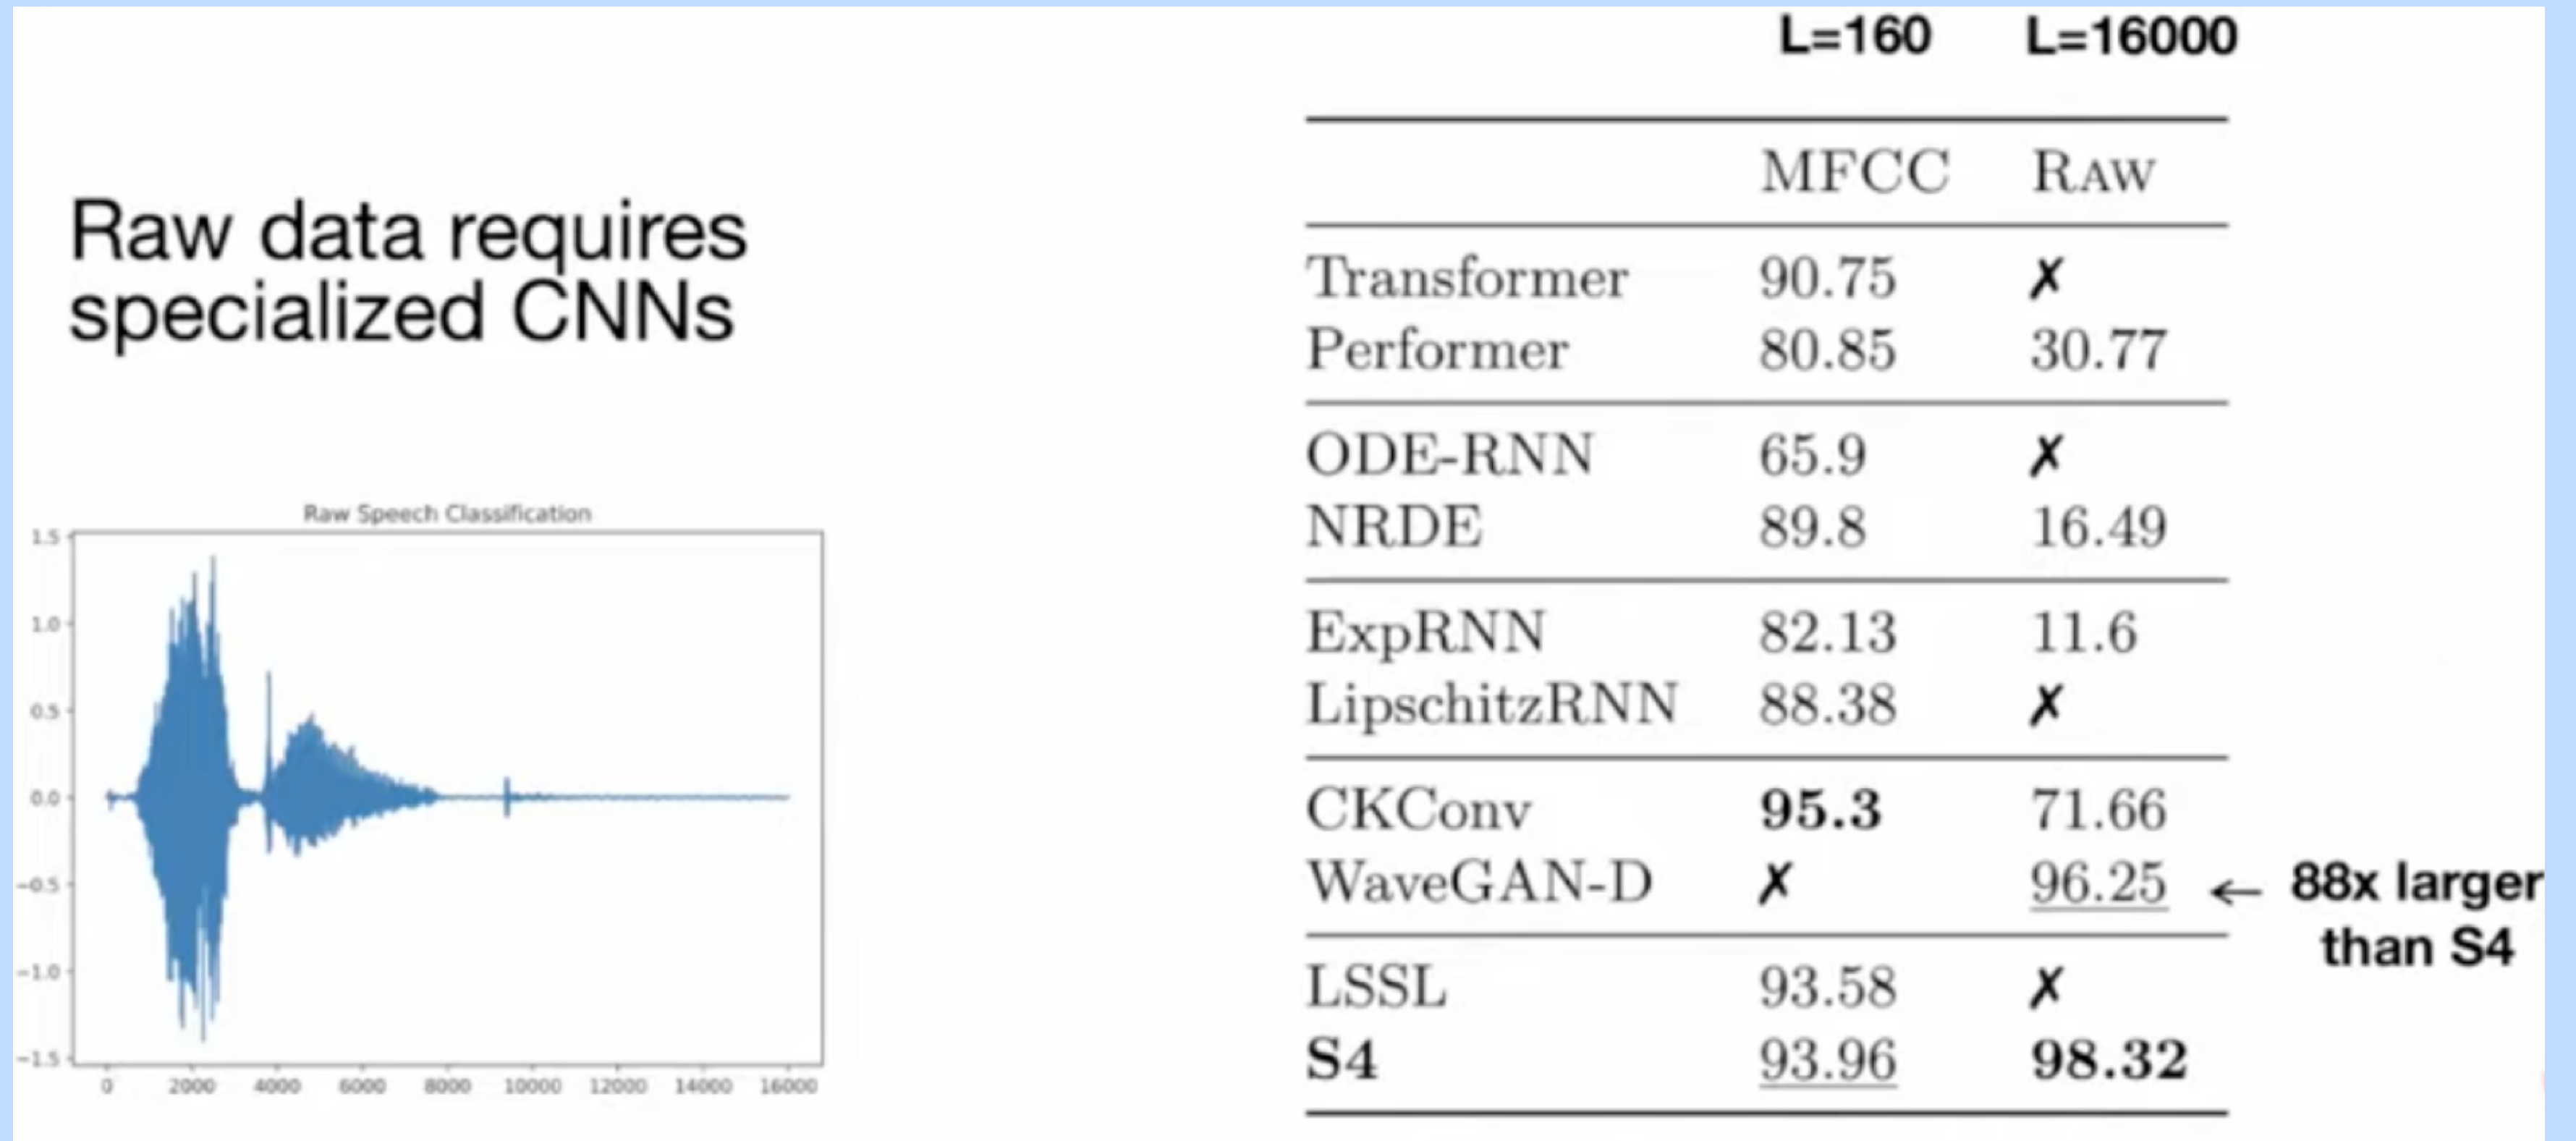 Raw data requires
specialized CNNs
Raw Speech Classification
1.5
1.0
0.5
0.0
−0.5
−1.0
−1.5
0 2000 4000 6000 8000 10000 12000 14000 16000
L=160 L=16000
MFCC RAW
Transformer 90.75 ✗
Performer 80.85 30.77
ODE-RNN 65.9 ✗
NRDE 89.8 16.49
ExpRNN 82.13 11.6
LipschitzRNN 88.38 ✗
CKConv 95.3 71.66
WaveGAN-D ✗ 96.25 ← 88x larger
than S4
LSSL 93.58 ✗
S4 93.96 98.32